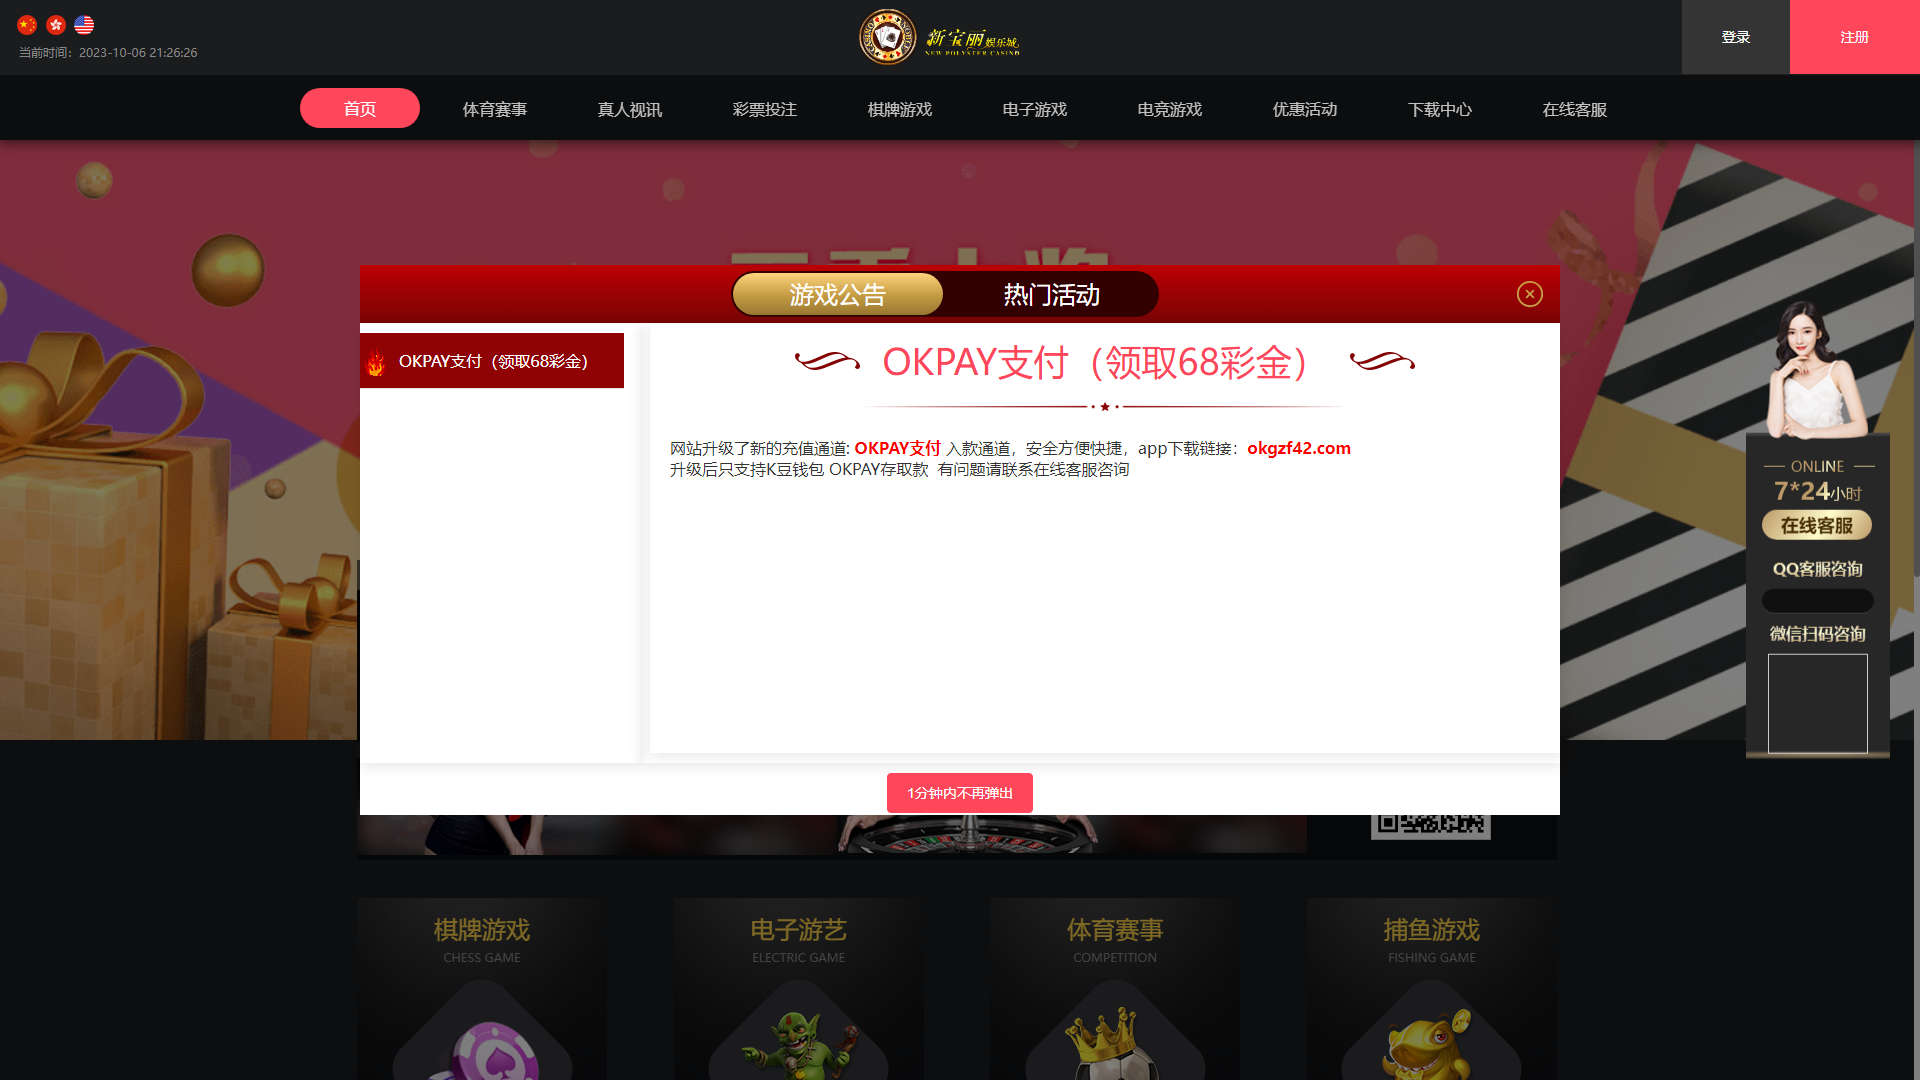 当前时间：2023-10-06 21:26:26
新宝丽娱乐城
NEW POLYSTER CASINO
登录
注册
首页
体育赛事
真人视讯
彩票投注
棋牌游戏
电子游戏
电竞游戏
优惠活动
下载中心
在线客服
游戏公告
热门活动
OKPAY支付（领取68彩金）
OKPAY支付（领取68彩金）
网站升级了新的充值通道: OKPAY支付 入款通道，安全方便快捷，app下载链接：okgzf42.com
升级后只支持K豆钱包 OKPAY存取款  有问题请联系在线客服咨询
1分钟内不再弹出
ONLINE
7*24小时
在线客服
QQ客服咨询
微信扫码咨询
棋牌游戏
CHESS GAME
电子游艺
ELECTRIC GAME
体育赛事
COMPETITION
捕鱼游戏
FISHING GAME